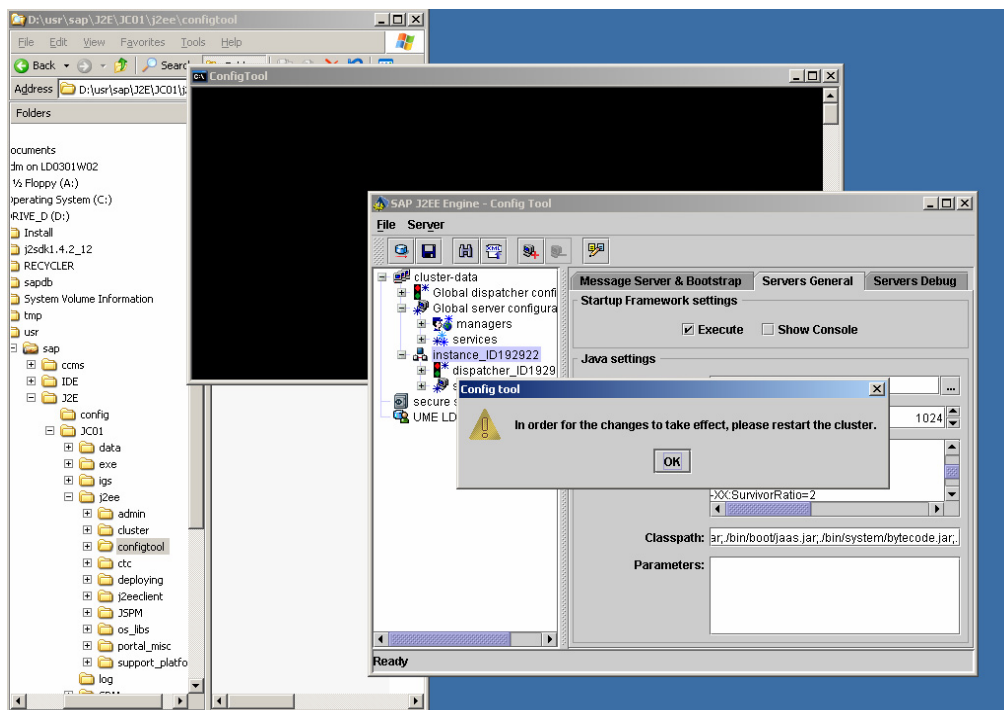 D:\usr\sap\J2E\JC01\j2ee\configtool
File Edit View Favorites Tools Help
Back Search
Address D:\usr\sap\J2E\JC01\j
Folders
ocuments
dm on LD0301W02
½ Floppy (A:)
perating System (C:)
RIVE_D (D:)
Install
j2sdk1.4.2_12
RECYCLER
sapdb
System Volume Information
tmp
usr
sap
ccms
IDE
J2E
config
JC01
data
exe
igs
j2ee
admin
cluster
configtool
ctc
deploying
j2eeclient
JSPM
os_libs
portal_misc
support_platfo
log
ConfigTool
SAP J2EE Engine - Config Tool
File Server
cluster-data
Global dispatcher confi
Global server configura
managers
services
instance_ID192922
dispatcher_ID1929
s
secure s
UME LD
Message Server & Bootstrap Servers General Servers Debug
Startup Framework settings
Execute Show Console
Java settings
...
1024
-XX:SurvivorRatio=2
Classpath: ar;./bin/boot/jaas.jar;./bin/system/bytecode.jar;.
Parameters:
Ready
Config tool
In order for the changes to take effect, please restart the cluster.
OK